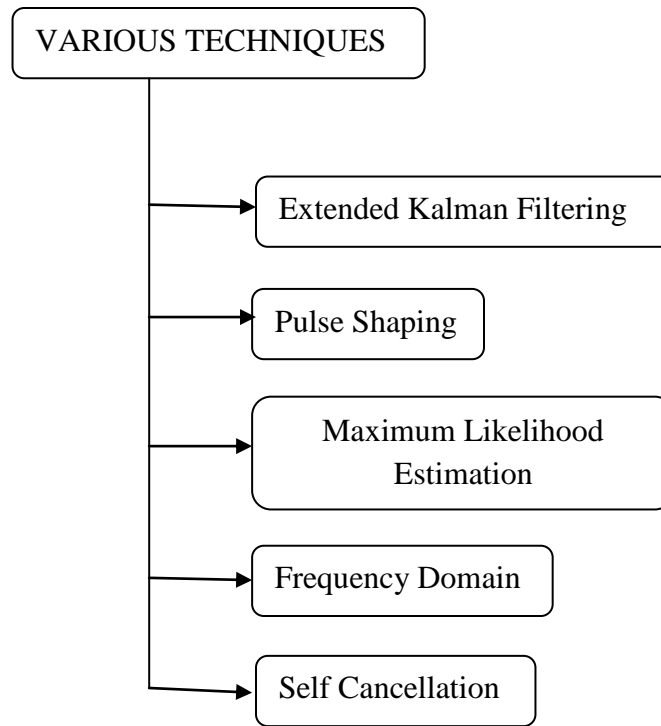 VARIOUS TECHNIQUES
Extended Kalman Filtering
Pulse Shaping
Maximum Likelihood
Estimation
Frequency Domain
Self Cancellation